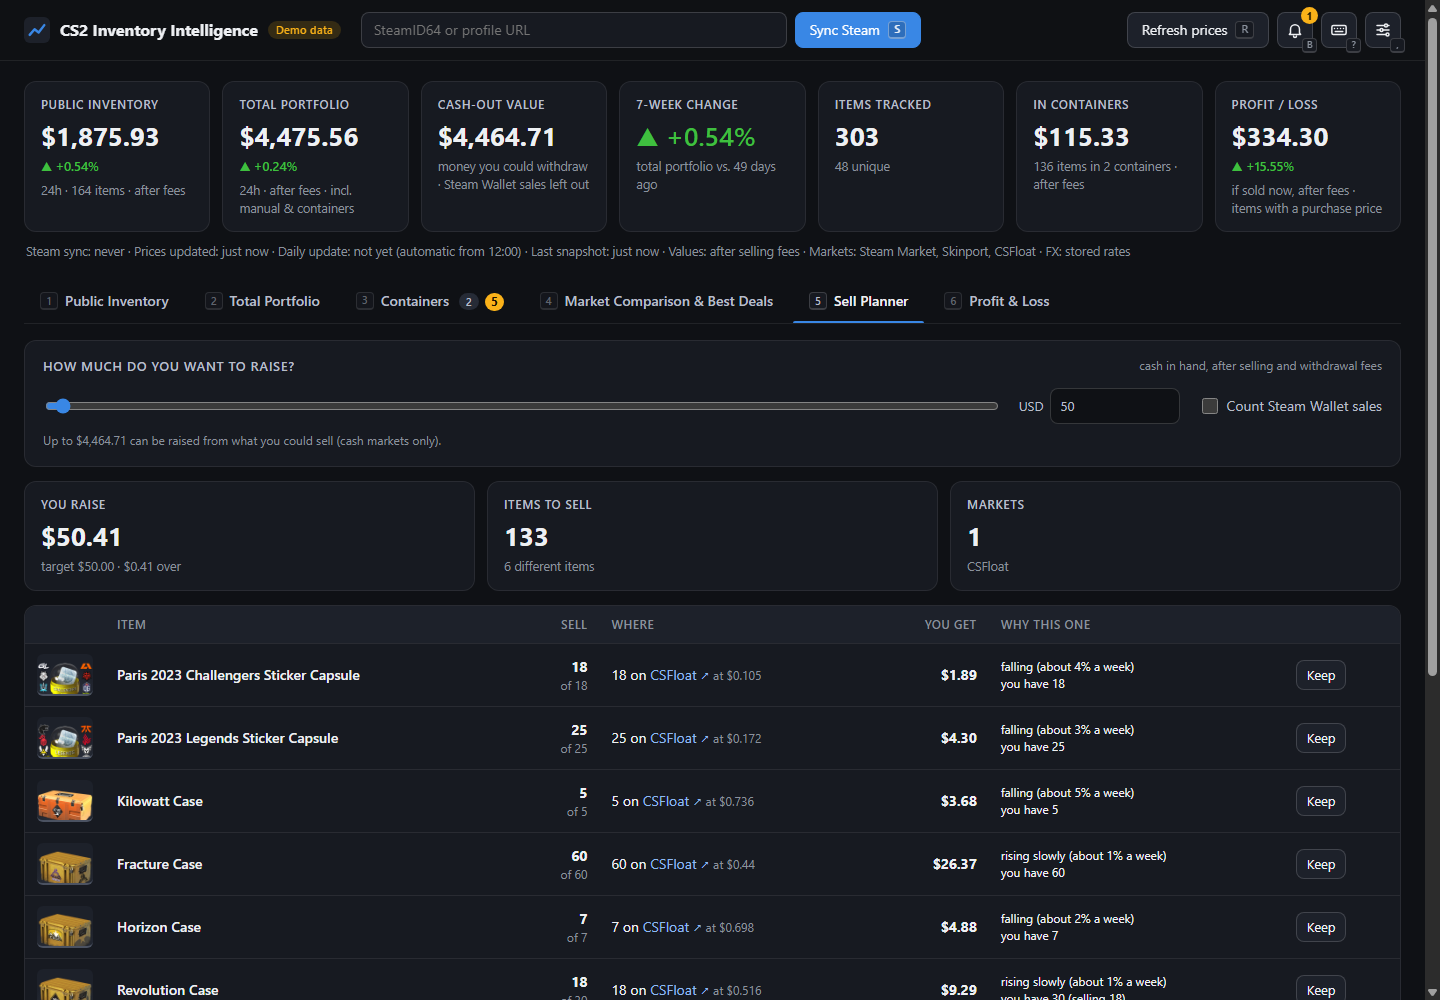 CS2 Inventory Intelligence
Demo data
SteamID64 or profile URL
Sync Steam S
Refresh prices R
1
B
?
,
PUBLIC INVENTORY
$1,875.93
▲ +0.54%
24h · 164 items · after fees
TOTAL PORTFOLIO
$4,475.56
▲ +0.24%
24h · after fees · incl.
manual & containers
CASH-OUT VALUE
$4,464.71
money you could withdraw
· Steam Wallet sales left out
7-WEEK CHANGE
▲ +0.54%
total portfolio vs. 49 days
ago
ITEMS TRACKED
303
48 unique
IN CONTAINERS
$115.33
136 items in 2 containers ·
after fees
PROFIT / LOSS
$334.30
▲ +15.55%
if sold now, after fees ·
items with a purchase price
Steam sync: never · Prices updated: just now · Daily update: not yet (automatic from 12:00) · Last snapshot: just now · Values: after selling fees · Markets: Steam Market, Skinport, CSFloat · FX: stored rates
1 Public Inventory
2 Total Portfolio
3 Containers 2 5
4 Market Comparison & Best Deals
5 Sell Planner
6 Profit & Loss
HOW MUCH DO YOU WANT TO RAISE?
cash in hand, after selling and withdrawal fees
USD 50
Count Steam Wallet sales
Up to $4,464.71 can be raised from what you could sell (cash markets only).
YOU RAISE
$50.41
target $50.00 · $0.41 over
ITEMS TO SELL
133
6 different items
MARKETS
1
CSFloat
ITEM SELL WHERE YOU GET WHY THIS ONE
Paris 2023 Challengers Sticker Capsule
18
of 18
18 on CSFloat ↗ at $0.105
$1.89
falling (about 4% a week)
you have 18
Keep
Paris 2023 Legends Sticker Capsule
25
of 25
25 on CSFloat ↗ at $0.172
$4.30
falling (about 3% a week)
you have 25
Keep
Kilowatt Case
5
of 5
5 on CSFloat ↗ at $0.736
$3.68
falling (about 5% a week)
you have 5
Keep
Fracture Case
60
of 60
60 on CSFloat ↗ at $0.44
$26.37
rising slowly (about 1% a week)
you have 60
Keep
Horizon Case
7
of 7
7 on CSFloat ↗ at $0.698
$4.88
falling (about 2% a week)
you have 7
Keep
Revolution Case
18
of 30
18 on CSFloat ↗ at $0.516
$9.29
rising slowly (about 1% a week)
you have 30 (selling 18)
Keep